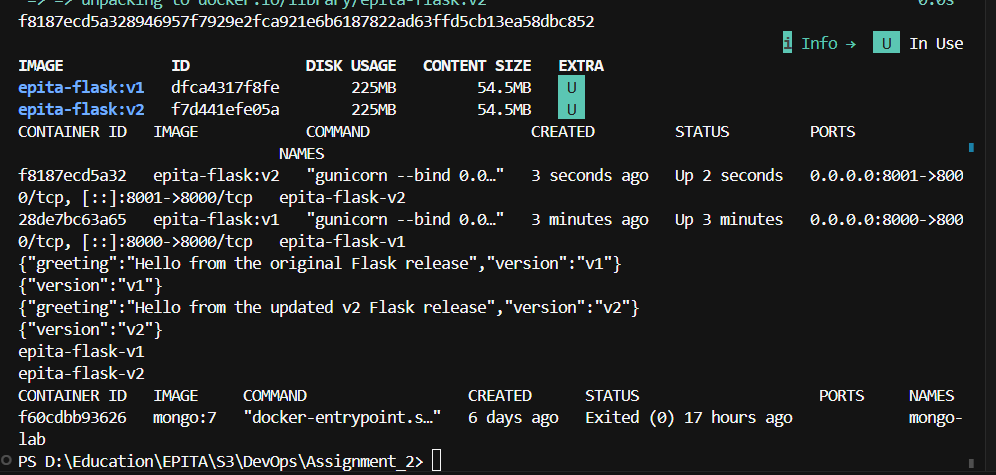 => => unpacking to docker.io/library/epita-flask:v2 0.0s
f8187ecd5a328946957f7929e2fca921e6b6187822ad63ffd5cb13ea58dbc852
i Info → U In Use
IMAGE ID DISK USAGE CONTENT SIZE EXTRA
epita-flask:v1 dfca4317f8fe 225MB 54.5MB U
epita-flask:v2 f7d441efe05a 225MB 54.5MB U
CONTAINER ID IMAGE COMMAND CREATED STATUS PORTS
NAMES
f8187ecd5a32 epita-flask:v2 "gunicorn --bind 0.0…" 3 seconds ago Up 2 seconds 0.0.0.0:8001->800
0/tcp, [::]:8001->8000/tcp epita-flask-v2
28de7bc63a65 epita-flask:v1 "gunicorn --bind 0.0…" 3 minutes ago Up 3 minutes 0.0.0.0:8000->800
0/tcp, [::]:8000->8000/tcp epita-flask-v1
{"greeting":"Hello from the original Flask release","version":"v1"}
{"version":"v1"}
{"greeting":"Hello from the updated v2 Flask release","version":"v2"}
{"version":"v2"}
epita-flask-v1
epita-flask-v2
CONTAINER ID IMAGE COMMAND CREATED STATUS PORTS NAMES
f60cdbb93626 mongo:7 "docker-entrypoint.s…" 6 days ago Exited (0) 17 hours ago mongo-
lab
PS D:\Education\EPITA\S3\DevOps\Assignment_2>